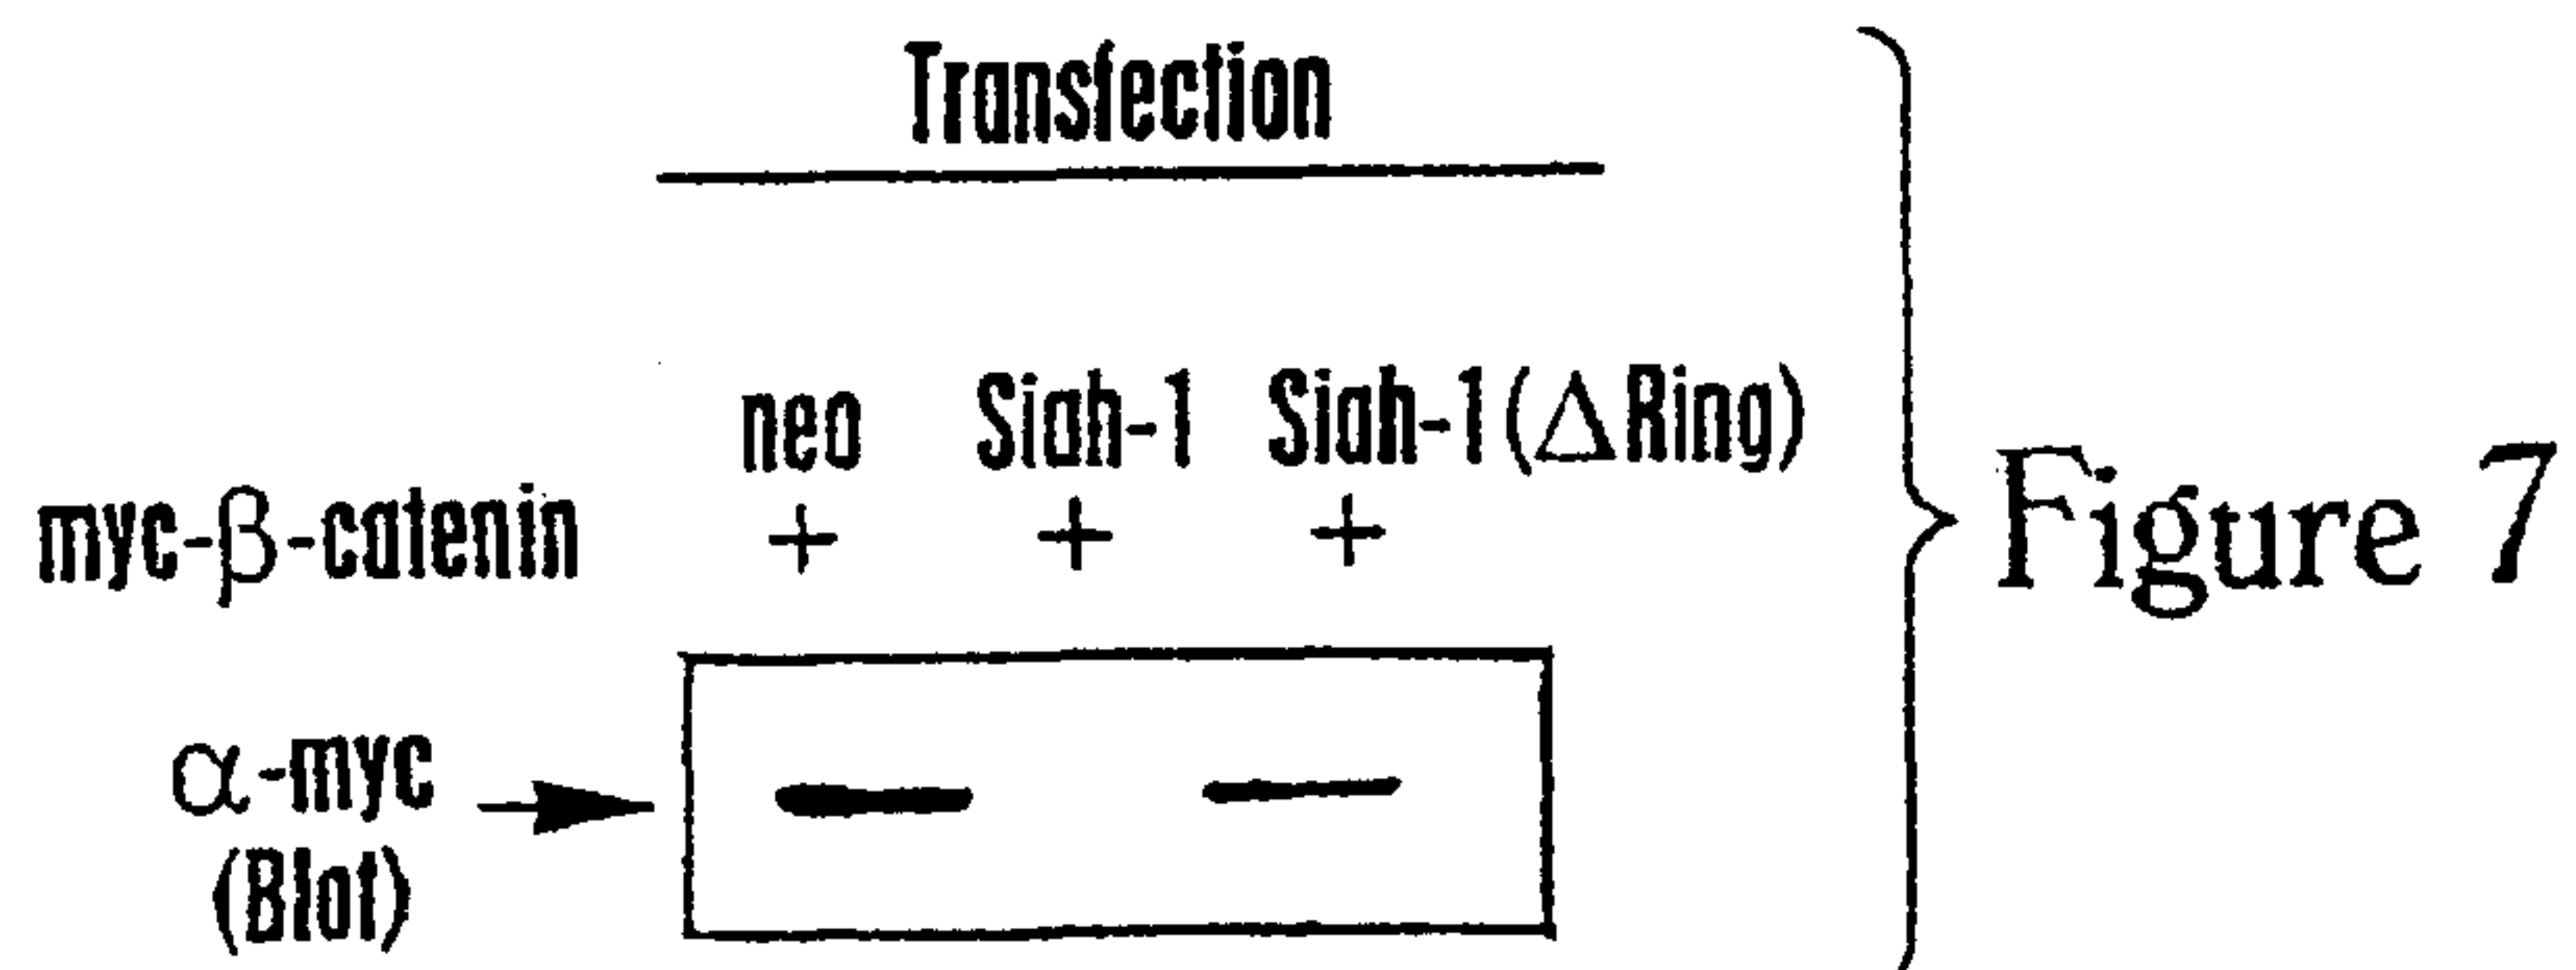 Transfection
neo Siah-1 Siah-1(ΔRing)
myc-β-catenin + + +
α-myc
(Blot)
Figure 7